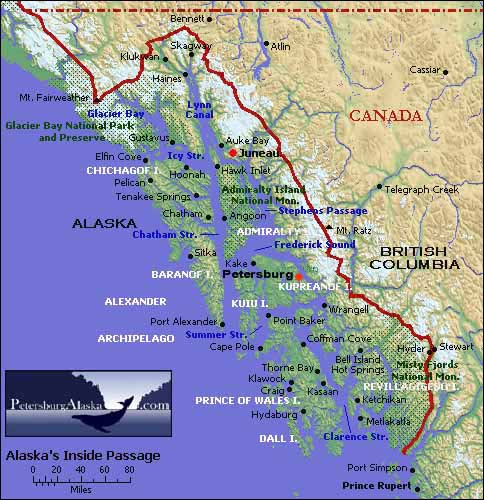 Bennett
Skagway
Atlin
Klukwan
Cassiar
Haines
Mt. Fairweather
Glacier Bay
Lynn
Canal
CANADA
Glacier Bay National Park
and Preserve
Gustavus
Auke Bay
Juneau
Elfin Cove
Icy Str.
Hawk Inlet
CHICHAGOF I.
Hoonah
Pelican
Admiralty Island
National Mon.
Telegraph Creek
Tenakee Springs
Stephens Passage
Chatham
Angoon
ALASKA
ADMIRALTY I.
Mt. Ratz
Chatham Str.
Frederick Sound
BRITISH
COLUMBIA
Sitka
Kake
BARANOF I.
Petersburg
KUPREANOF I.
ALEXANDER
KUIU I.
Wrangell
Port Alexander
Point Baker
Summer Str.
ARCHIPELAGO
Coffman Cove
Cape Pole
Hyder
Stewart
Bell Island
Hot Springs
Misty Fjords
National Mon.
Thorne Bay
Klawock
REVILLAGIGEDO I.
Craig
Kasaan
PRINCE OF WALES I.
Ketchikan
Hydaburg
Metlakatla
PetersburgAlaska.com
DALL I.
Clarence Str.
Alaska's Inside Passage
0 20 40 80
Miles
Port Simpson
Prince Rupert